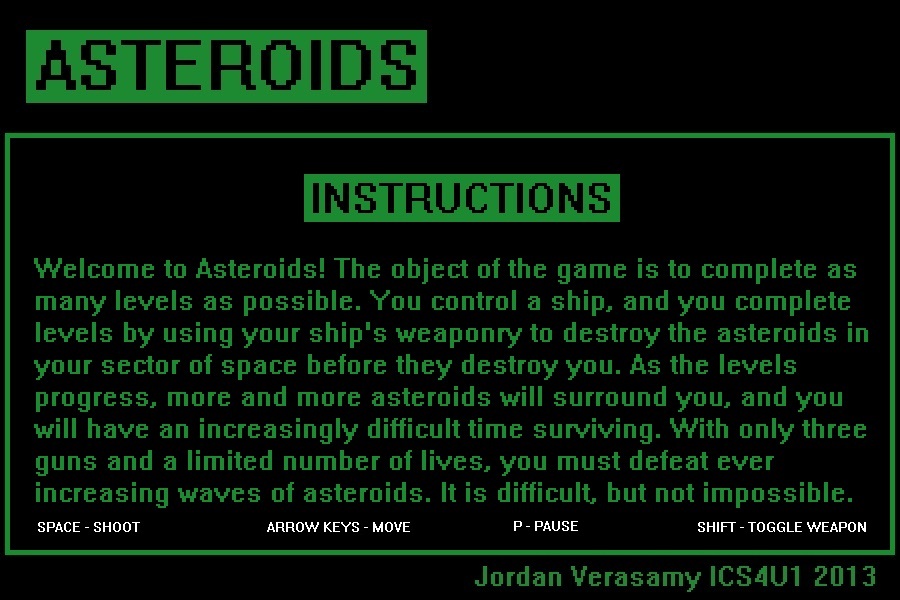 ASTEROIDS
INSTRUCTIONS
Welcome to Asteroids! The object of the game is to complete as
many levels as possible. You control a ship, and you complete
levels by using your ship's weaponry to destroy the asteroids in
your sector of space before they destroy you. As the levels
progress, more and more asteroids will surround you, and you
will have an increasingly difficult time surviving. With only three
guns and a limited number of lives, you must defeat ever
increasing waves of asteroids. It is difficult, but not impossible.
SPACE - SHOOT ARROW KEYS - MOVE P - PAUSE SHIFT - TOGGLE WEAPON
Jordan Verasamy ICS4U1 2013